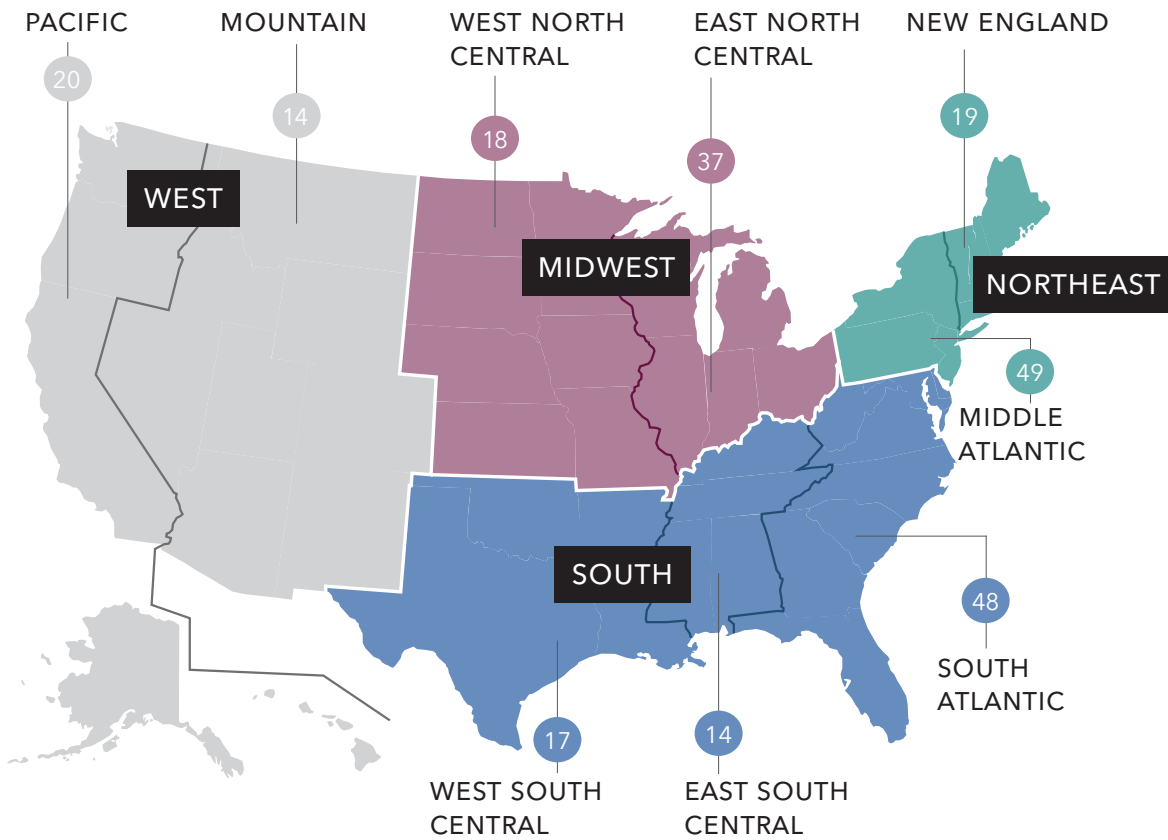 PACIFIC
20
MOUNTAIN
14
WEST NORTH
CENTRAL
18
EAST NORTH
CENTRAL
37
NEW ENGLAND
19
WEST
MIDWEST
NORTHEAST
49
MIDDLE
ATLANTIC
SOUTH
48
SOUTH
ATLANTIC
17
WEST SOUTH
CENTRAL
14
EAST SOUTH
CENTRAL